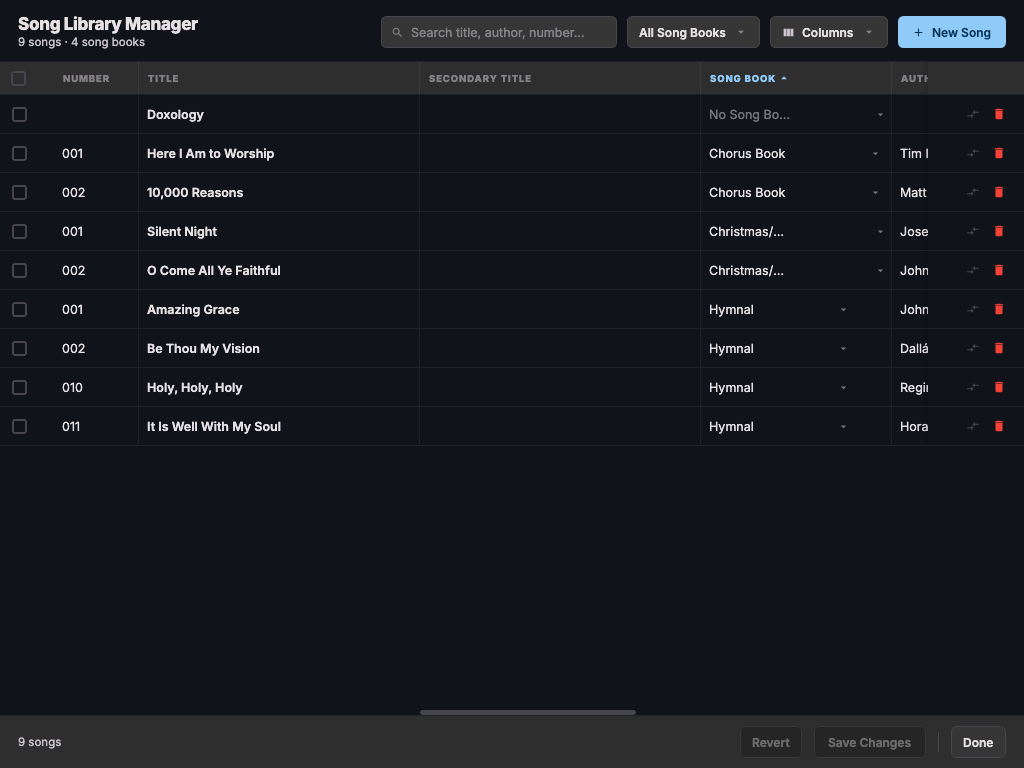 Song Library Manager
9 songs · 4 song books
Search title, author, number...
All Song Books
Columns
+ New Song
NUMBER TITLE SECONDARY TITLE SONG BOOK AUTH
Doxology No Song Bo...
001 Here I Am to Worship Chorus Book Tim
002 10,000 Reasons Chorus Book Matt
001 Silent Night Christmas/... Jose
002 O Come All Ye Faithful Christmas/... John
001 Amazing Grace Hymnal John
002 Be Thou My Vision Hymnal Dallá
010 Holy, Holy, Holy Hymnal Regi
011 It Is Well With My Soul Hymnal Hora
9 songs
Revert
Save Changes
Done